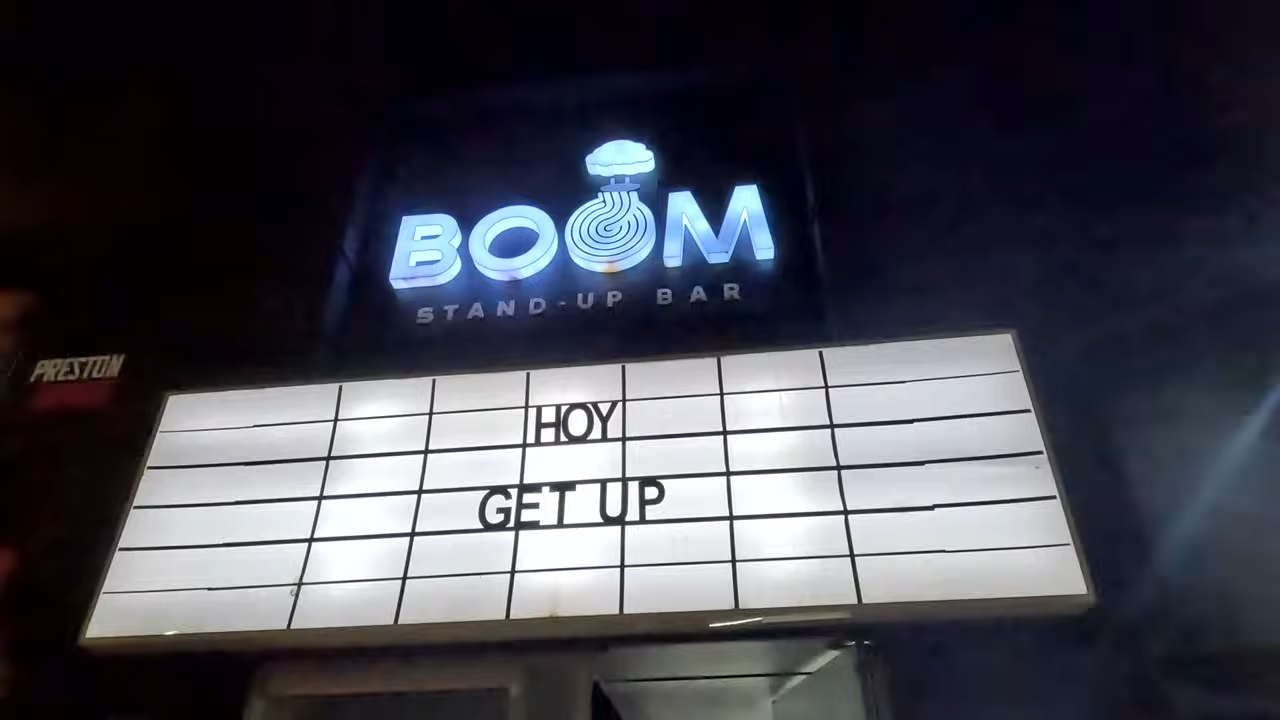 BOOM
STAND-UP BAR
PRESTON
HOY
GET UP